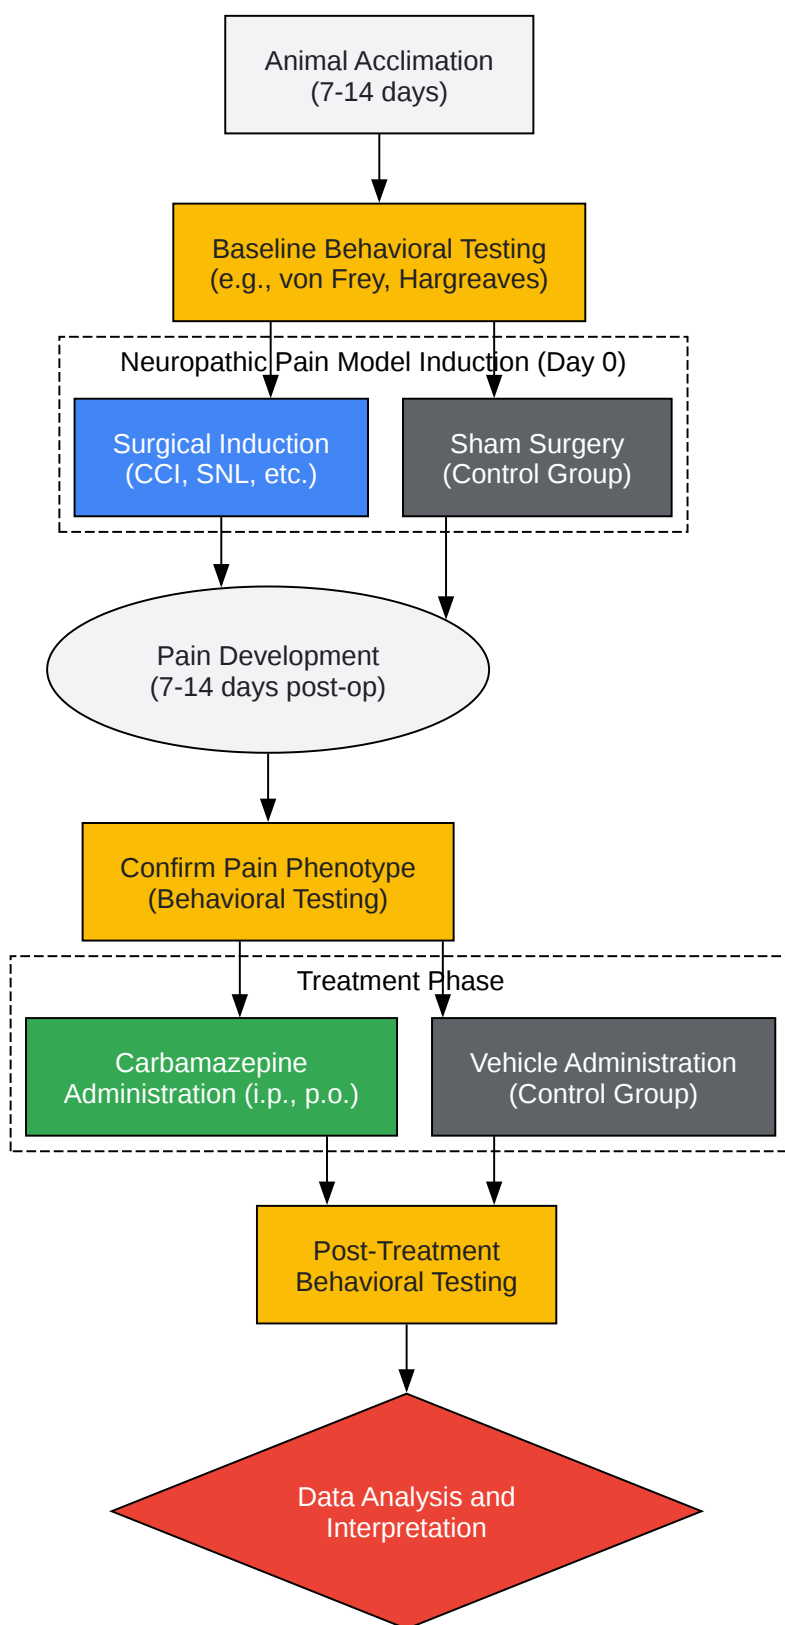 Animal Acclimation
(7-14 days)
Baseline Behavioral Testing
(e.g., von Frey, Hargreaves)
Neuropathic Pain Model Induction (Day 0)
Surgical Induction
(CCI, SNL, etc.)
Sham Surgery
(Control Group)
Pain Development
(7-14 days post-op)
Confirm Pain Phenotype
(Behavioral Testing)
Treatment Phase
Carbamazepine
Administration (i.p., p.o.)
Vehicle Administration
(Control Group)
Post-Treatment
Behavioral Testing
Data Analysis and
Interpretation